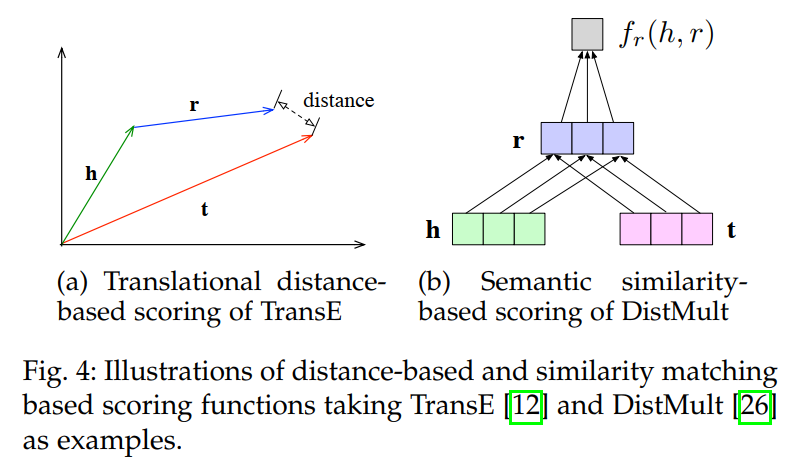 f_r(h, r)
r
distance
h
t
r
h
t
(a) Translational distance-
based scoring of TransE
(b) Semantic similarity-
based scoring of DistMult
Fig. 4: Illustrations of distance-based and similarity matching
based scoring functions taking TransE [12] and DistMult [26]
as examples.